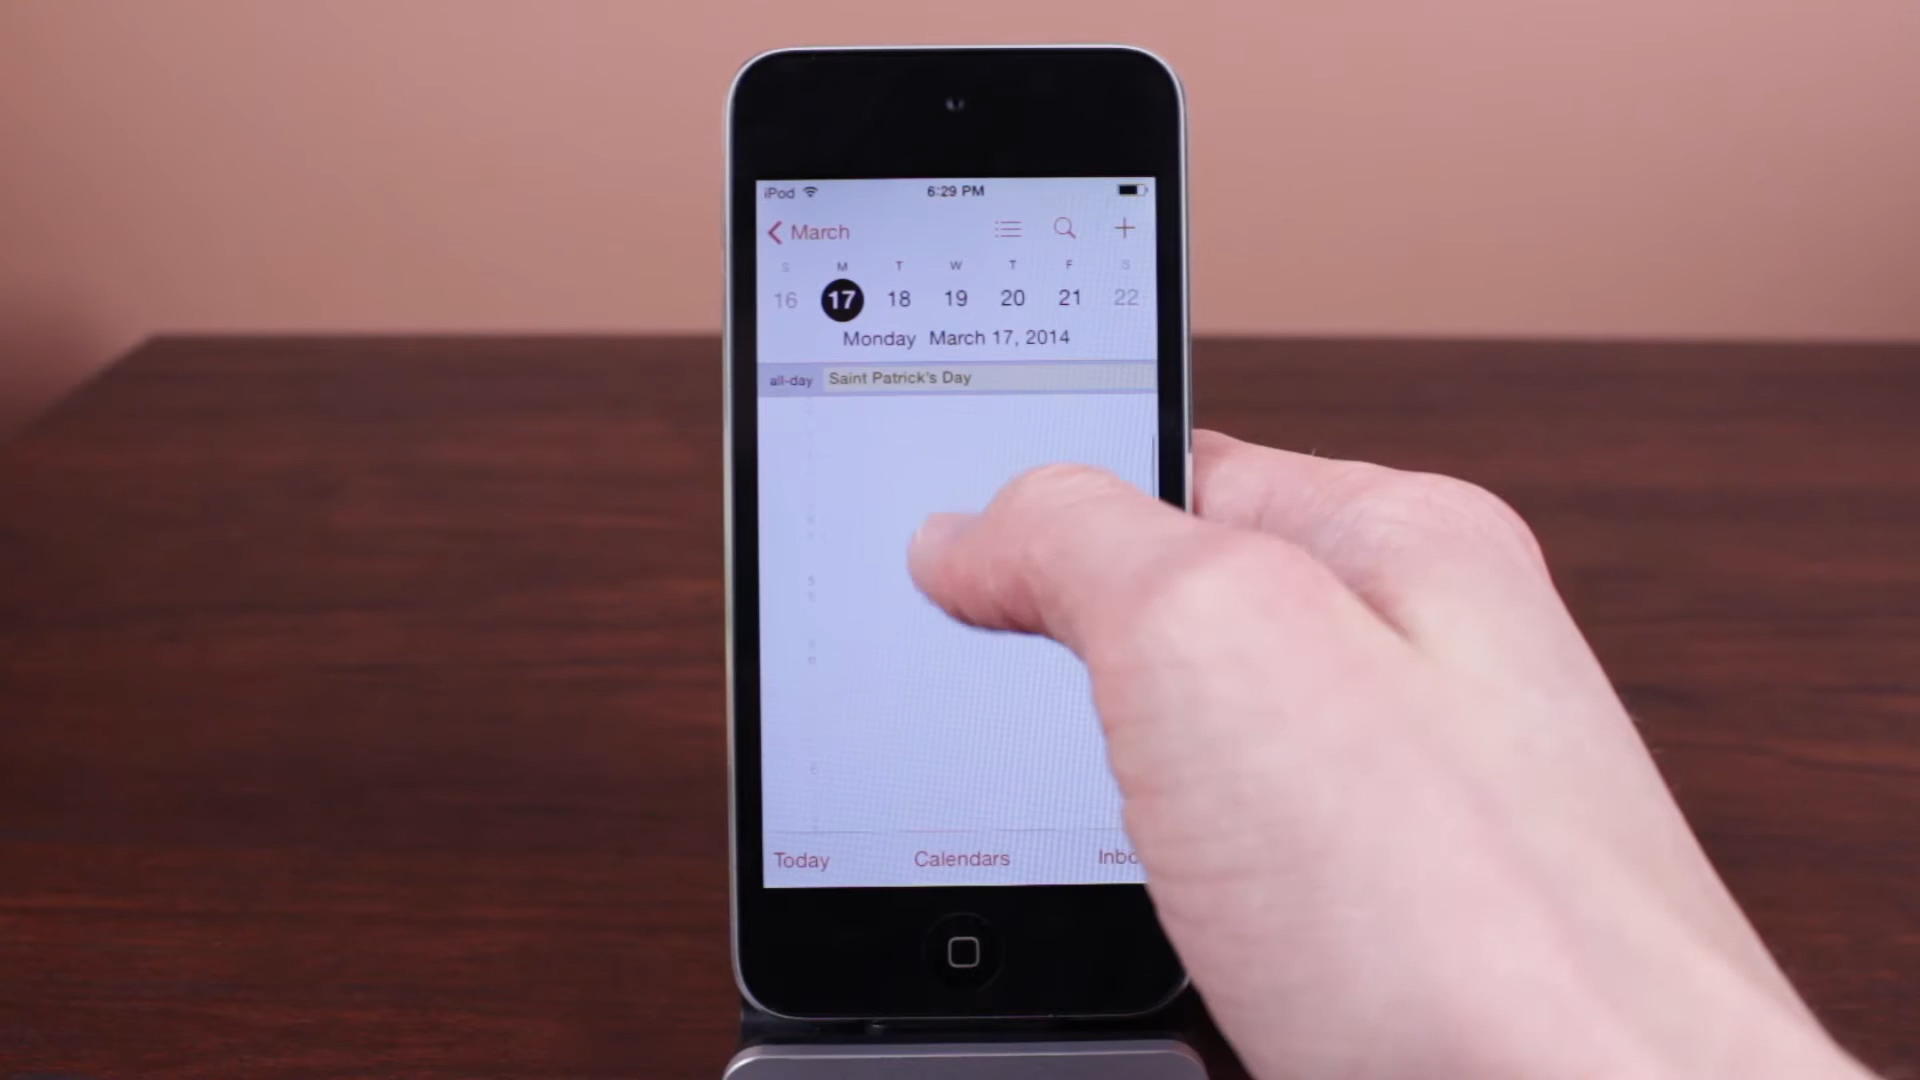 iPod 6:29 PM
March
S M T W T F S
16 17 18 19 20 21 22
Monday March 17, 2014
all-day Saint Patrick's Day
Today Calendars Inbo